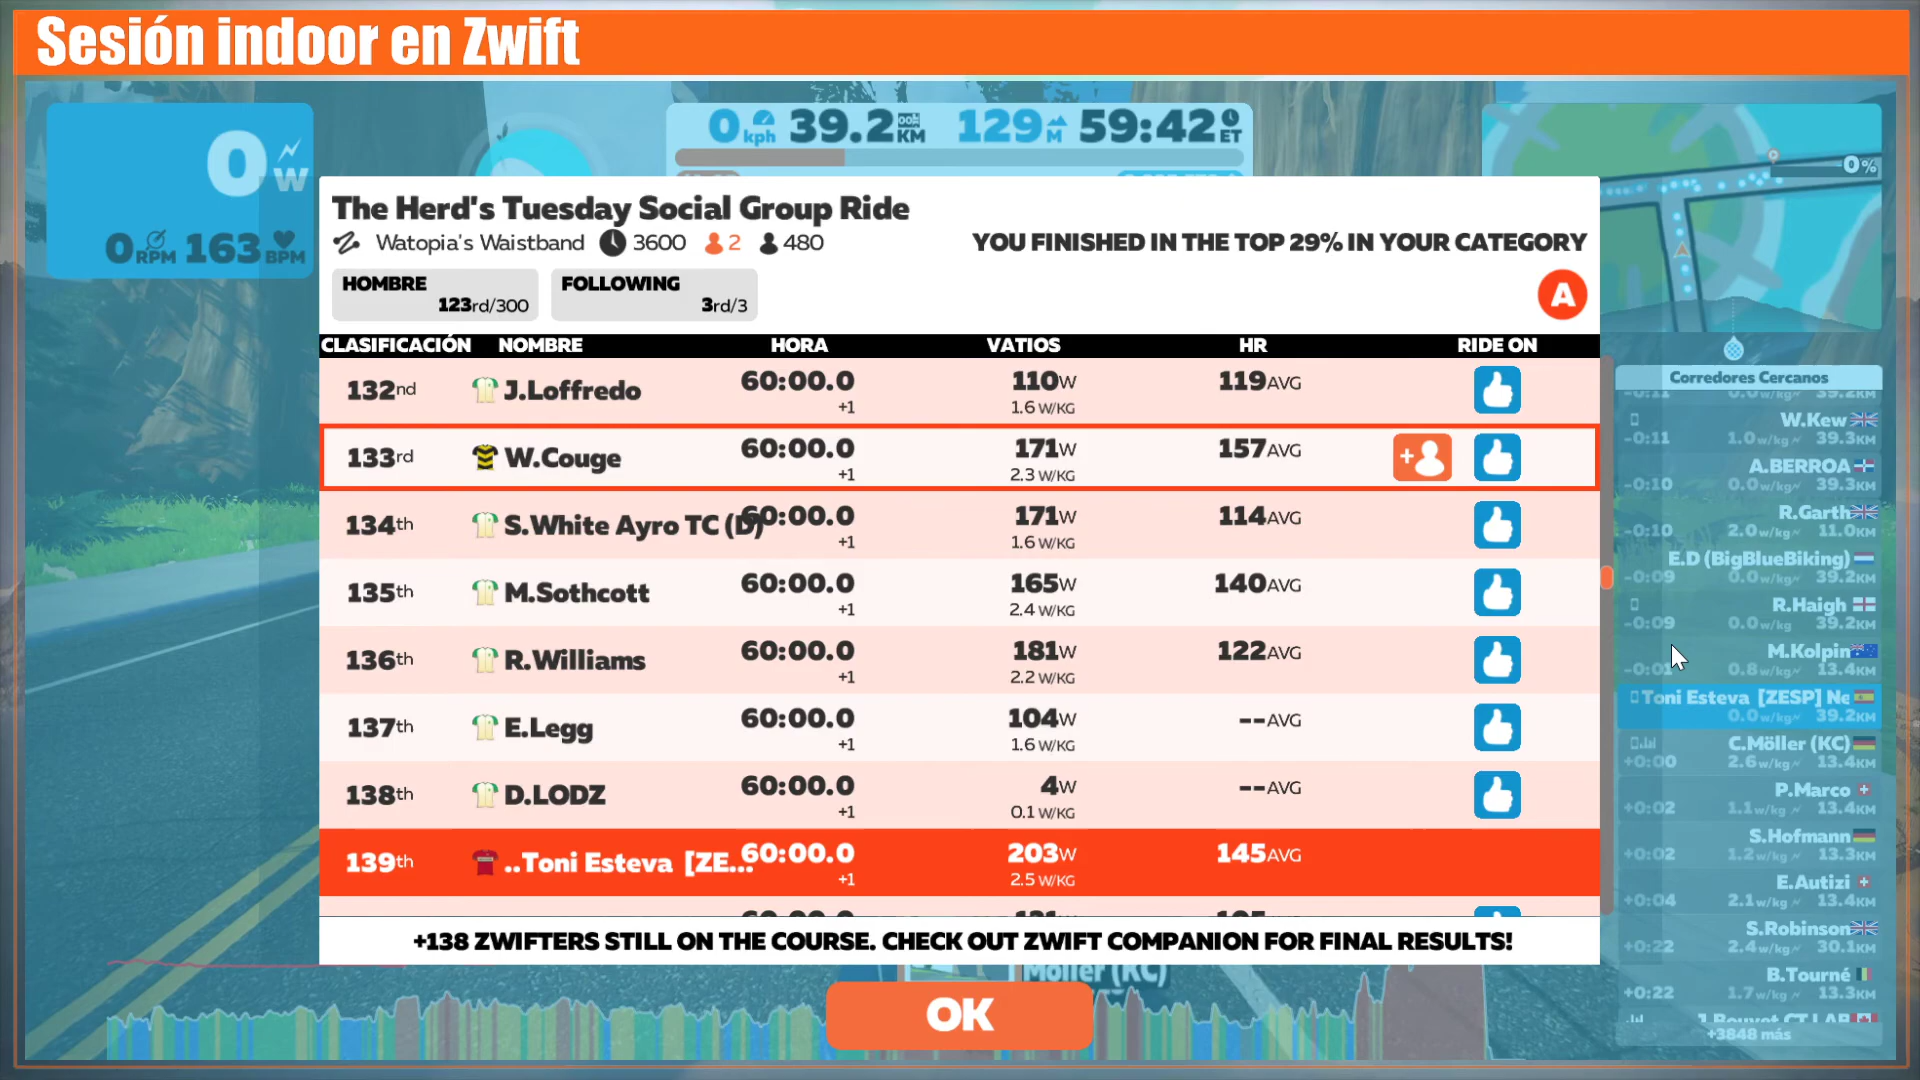 Sesión indoor en Zwift
0 W
0 RPM 163 BPM
0 kph 39.2 KM 129 M 59:42 ET
0%
The Herd's Tuesday Social Group Ride
Watopia's Waistband 3600 2 480
YOU FINISHED IN THE TOP 29% IN YOUR CATEGORY
HOMBRE
123rd/300
FOLLOWING
3rd/3
A
CLASIFICACIÓN NOMBRE HORA VATIOS HR RIDE ON
132nd J.Loffredo 60:00.0 110W 119AVG
+1 1.6 W/KG
133rd W.Couge 60:00.0 171W 157AVG
+1 2.3 W/KG
134th S.White Ayro TC (D) 60:00.0 171W 114AVG
+1 1.6 W/KG
135th M.Sothcott 60:00.0 165W 140AVG
+1 2.4 W/KG
136th R.Williams 60:00.0 181W 122AVG
+1 2.2 W/KG
137th E.Legg 60:00.0 104W --AVG
+1 1.6 W/KG
138th D.LODZ 60:00.0 4W --AVG
+1 0.1 W/KG
139th ..Toni Esteva [ZE... 60:00.0 203W 145AVG
+1 2.5 W/KG
+138 ZWIFTERS STILL ON THE COURSE. CHECK OUT ZWIFT COMPANION FOR FINAL RESULTS!
Möller (KC)
OK
Corredores Cercanos
-0:11 0.0w/kg 39.2KM
W.Kew
-0:11 1.0w/kg 39.3KM
A.BERROA
-0:10 0.0w/kg 39.3KM
R.Garth
-0:10 2.0w/kg 11.0KM
E.D (BigBlueBiking)
-0:09 0.0w/kg 39.2KM
R.Haigh
-0:09 0.0w/kg 39.2KM
M.Kolpin
0.8w/kg 13.4KM
Toni Esteva [ZESP] Ne
0.0w/kg 39.2KM
C.Möller (KC)
+0:00 2.6w/kg 13.4KM
P.Marco
+0:02 1.1w/kg 13.4KM
S.Hofmann
+0:02 1.2w/kg 13.3KM
E.Autizi
+0:04 2.1w/kg 13.4KM
S.Robinson
+0:22 2.4w/kg 30.1KM
B.Tourné
+0:22 1.7w/kg 13.3KM
+3848 más